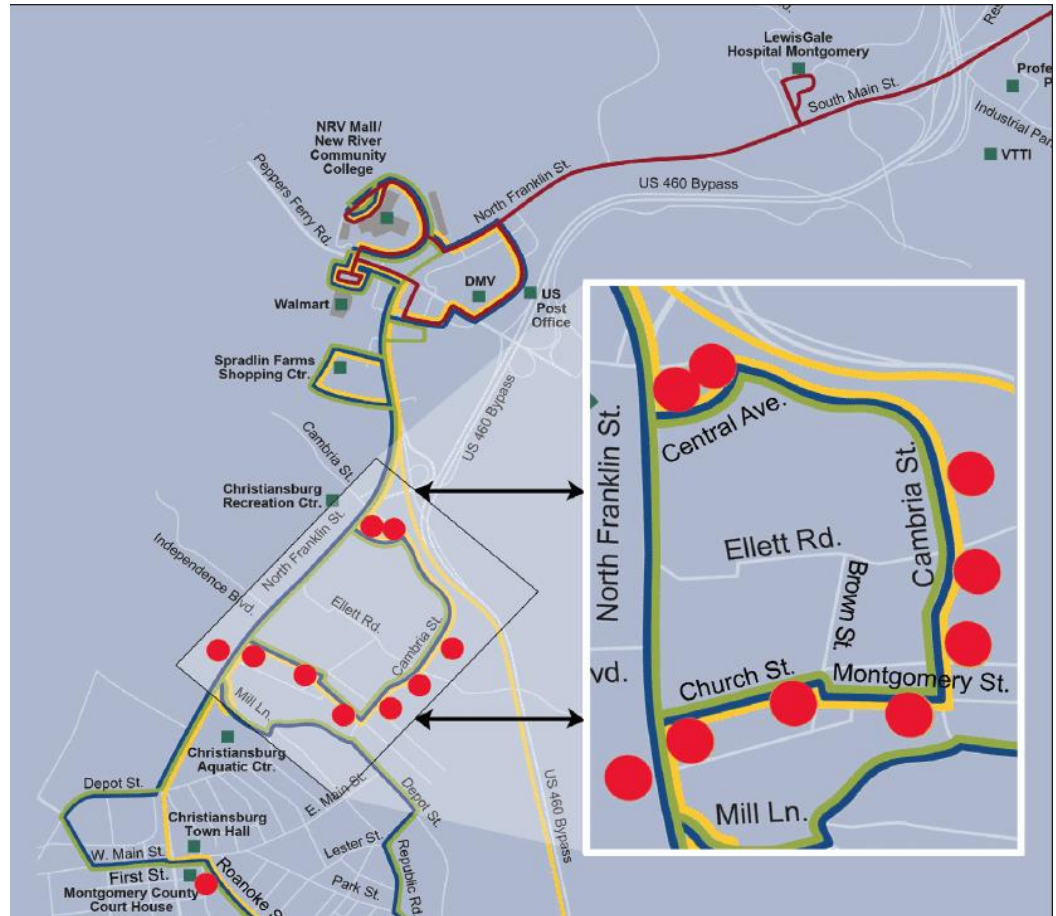 LewisGale
Hospital Montgomery
South Main St.
Industrial
VTTI
NRV Mall/
New River
Community
College
Peppers Ferry Rd.
North Franklin St.
US 460 Bypass
Walmart
DMV
US
Post
Office
Spradlin Farms
Shopping Ctr.
Cambria St.
US 460 Bypass
Christiansburg
Recreation Ctr.
North Franklin St.
Independence Blvd.
Ellett Rd.
Cambria St.
Mill Ln.
Christiansburg
Aquatic Ctr.
Depot St.
E. Main St.
Depot St.
US 460 Bypass
Christiansburg
Town Hall
W. Main St.
Lester St.
Republic Rd
First St.
Roanoke S
Park St.
Montgomery County
Court House
North Franklin St.
Central Ave.
Cambria St.
Ellett Rd.
Brown St.
vd.
Church St.
Montgomery St.
Mill Ln.